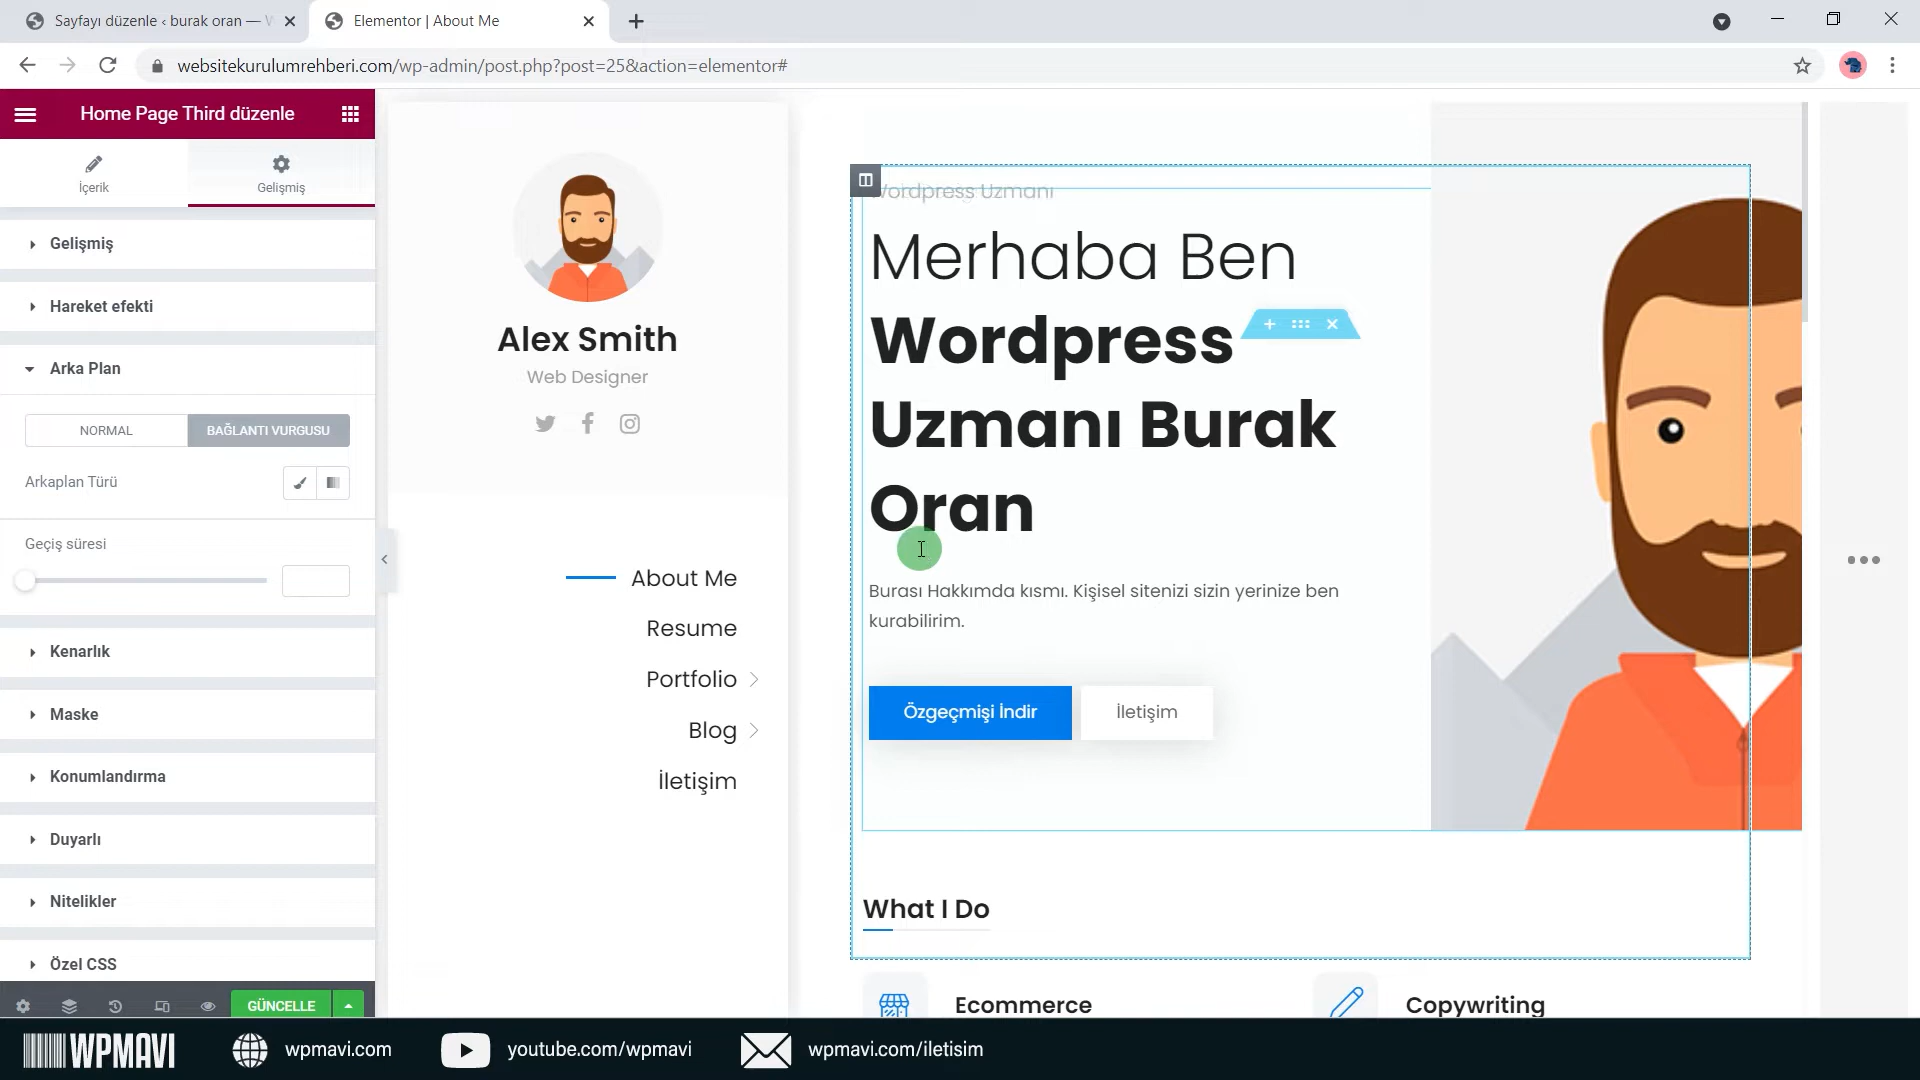 Sayfayı düzenle ‹ burak oran —
Elementor | About Me
websitekurulumrehberi.com/wp-admin/post.php?post=25&action=elementor#
Home Page Third düzenle
İçerik
Gelişmiş
Gelişmiş
Hareket efekti
Arka Plan
NORMAL
BAĞLANTI VURGUSU
Arkaplan Türü
Geçiş süresi
Kenarlık
Maske
Konumlandırma
Duyarlı
Nitelikler
Özel CSS
GÜNCELLE
Alex Smith
Web Designer
About Me
Resume
Portfolio
Blog
İletişim
Wordpress Uzmanı
Merhaba Ben
Wordpress
Uzmanı Burak
Oran
Burası Hakkımda kısmı. Kişisel sitenizi sizin yerinize ben
kurabilirim.
Özgeçmişi İndir
İletişim
What I Do
Ecommerce
Copywriting
WPMAVI
wpmavi.com
youtube.com/wpmavi
wpmavi.com/iletisim